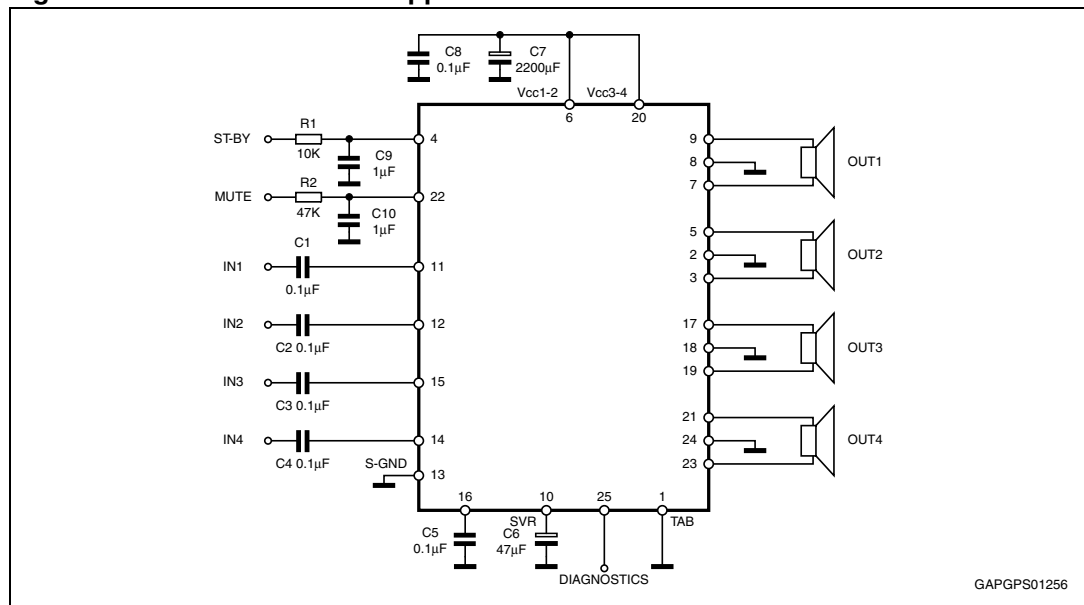 C8
0.1µF
C7
2200µF
Vcc1-2
Vcc3-4
6
20
ST-BY
R1
10K
4
C9
1µF
MUTE
R2
47K
22
C10
1µF
IN1
C1
0.1µF
11
IN2
C2 0.1µF
12
IN3
C3 0.1µF
15
IN4
C4 0.1µF
14
S-GND
13
9
8
7
OUT1
5
2
3
OUT2
17
18
19
OUT3
21
24
23
OUT4
16
10
25
1
SVR
TAB
C5
0.1µF
C6
47µF
DIAGNOSTICS
GAPGPS01256